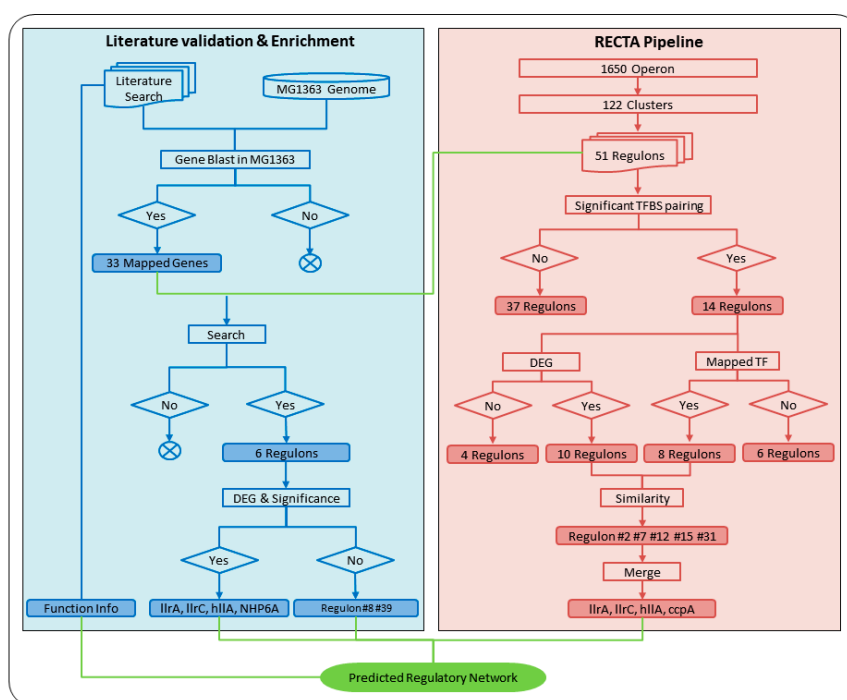 Literature validation & Enrichment
Literature
Search
MG1363 Genome
Gene Blast in MG1363
Yes
No
33 Mapped Genes
Search
No
Yes
6 Regulons
DEG & Significance
Yes
No
Function Info
llrA, llrC, hllA, NHP6A
Regulon #8 #39
RECTA Pipeline
1650 Operon
122 Clusters
51 Regulons
Significant TFBS pairing
No
Yes
37 Regulons
14 Regulons
DEG
Mapped TF
No
Yes
Yes
No
4 Regulons
10 Regulons
8 Regulons
6 Regulons
Similarity
Regulon #2 #7 #12 #15 #31
Merge
llrA, llrC, hllA, ccpA
Predicted Regulatory Network